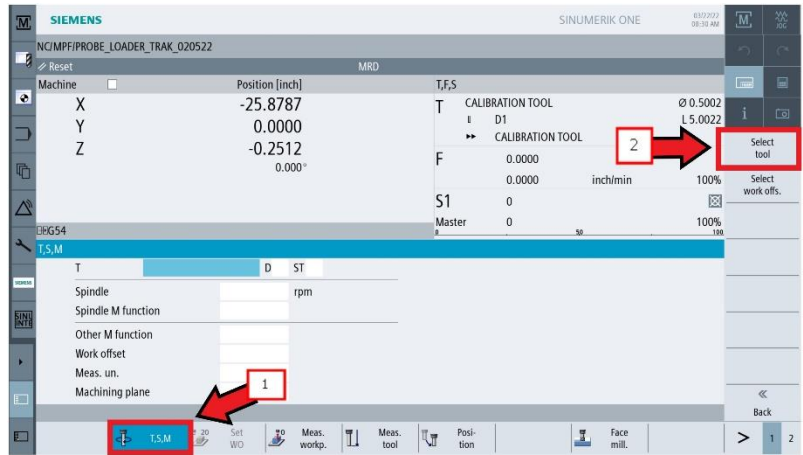 SIEMENS
SINUMERIK ONE
03/22/22
08:30 AM
M
M
JOG
NC/MPF/PROBE_LOADER_TRAK_020522
Reset
MRD
Machine
Position [inch]
T,F,S
X
-25.8787
Y
0.0000
Z
-0.2512
0.000°
T
CALIBRATION TOOL
Ø 0.5002
D1
L 5.0022
CALIBRATION TOOL
F
0.0000
0.0000
inch/min
100%
S1
0
Master
0
100%
0
50
100
G54
2
Select
tool
Select
work offs.
T,S,M
T
D
ST
Spindle
rpm
Spindle M function
Other M function
Work offset
Meas. un.
Machining plane
1
SIEMENS
SINU
INTE
«
Back
T,S,M
Set
WO
Meas.
workp.
Meas.
tool
Posi-
tion
Face
mill.
>
1
2